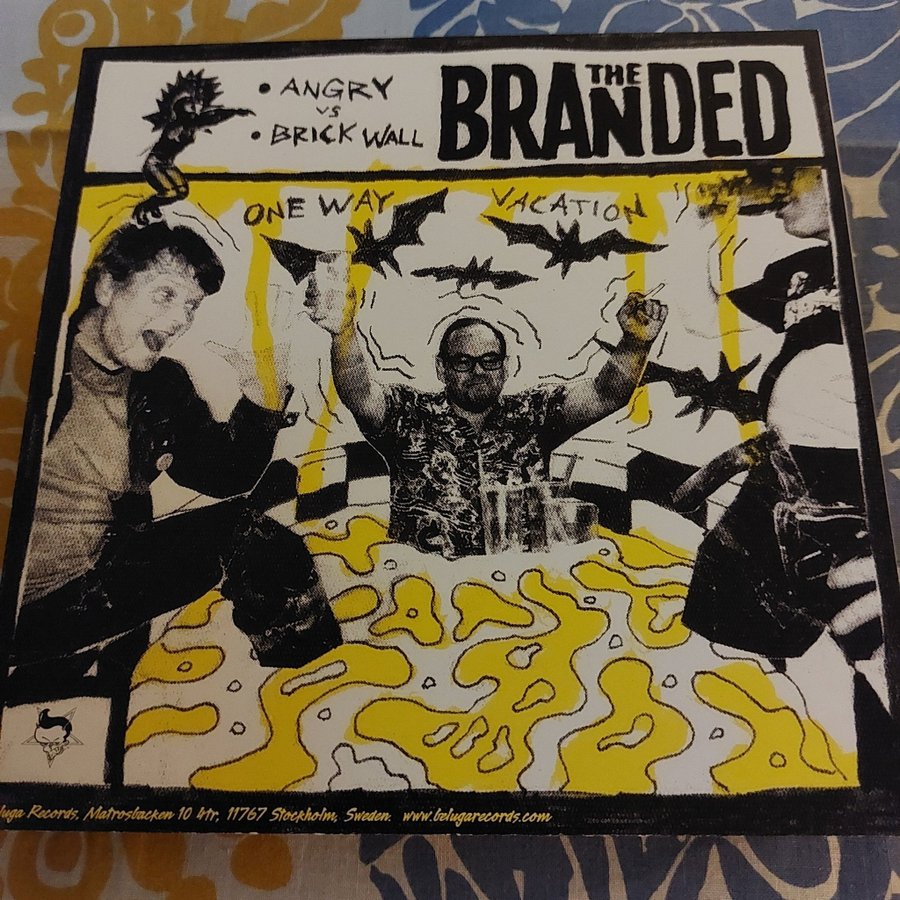 • ANGRY
vs
• BRICK WALL
THE
BRANDED
ONE WAY VACATION
luga Records, Matrosbacken 10 4tr, 11767 Stockholm, Sweden. www.belugarecords.com